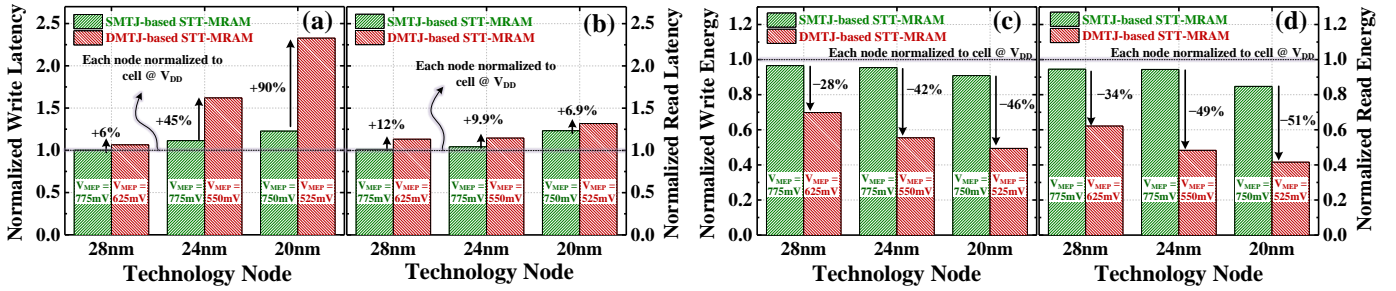 Normalized Write Latency
2.5
2.0
1.5
1.0
0.5
0.0
SMTJ-based STT-MRAM
DMTJ-based STT-MRAM
(a)
Each node normalized to
cell @ VDD
+6%
+45%
+90%
VMEP =
775mV
VMEP =
625mV
VMEP =
775mV
VMEP =
550mV
VMEP =
750mV
VMEP =
525mV
28nm
24nm
20nm
Technology Node
SMTJ-based STT-MRAM
DMTJ-based STT-MRAM
(b)
Each node normalized to
cell @ VDD
+12%
+9.9%
+6.9%
VMEP =
775mV
VMEP =
625mV
VMEP =
775mV
VMEP =
550mV
VMEP =
750mV
VMEP =
525mV
28nm
24nm
20nm
Technology Node
2.5
2.0
1.5
1.0
0.5
0.0
Normalized Read Latency
Normalized Write Energy
1.2
1.0
0.8
0.6
0.4
0.2
0.0
SMTJ-based STT-MRAM
DMTJ-based STT-MRAM
(c)
Each node normalized to cell @ VDD
−28%
−42%
−46%
VMEP =
775mV
VMEP =
625mV
VMEP =
775mV
VMEP =
550mV
VMEP =
750mV
VMEP =
525mV
28nm
24nm
20nm
Technology Node
SMTJ-based STT-MRAM
DMTJ-based STT-MRAM
(d)
Each node normalized to cell @ VDD
−34%
−49%
−51%
VMEP =
775mV
VMEP =
625mV
VMEP =
775mV
VMEP =
550mV
VMEP =
750mV
VMEP =
525mV
28nm
24nm
20nm
Technology Node
1.2
1.0
0.8
0.6
0.4
0.2
0.0
Normalized Read Energy